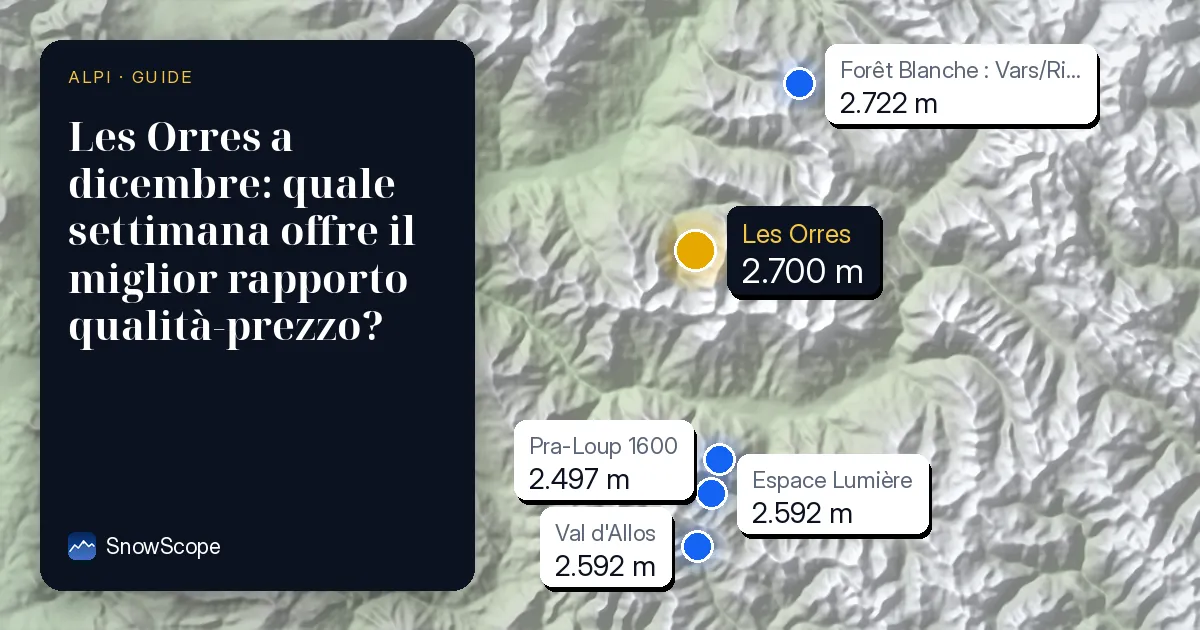 ALPI · GUIDE
Les Orres a
dicembre: quale
settimana offre il
miglior rapporto
qualità-prezzo?
SnowScope
Forêt Blanche : Vars/Ri...
2.722 m
Les Orres
2.700 m
Pra-Loup 1600
2.497 m
Espace Lumière
2.592 m
Val d'Allos
2.592 m